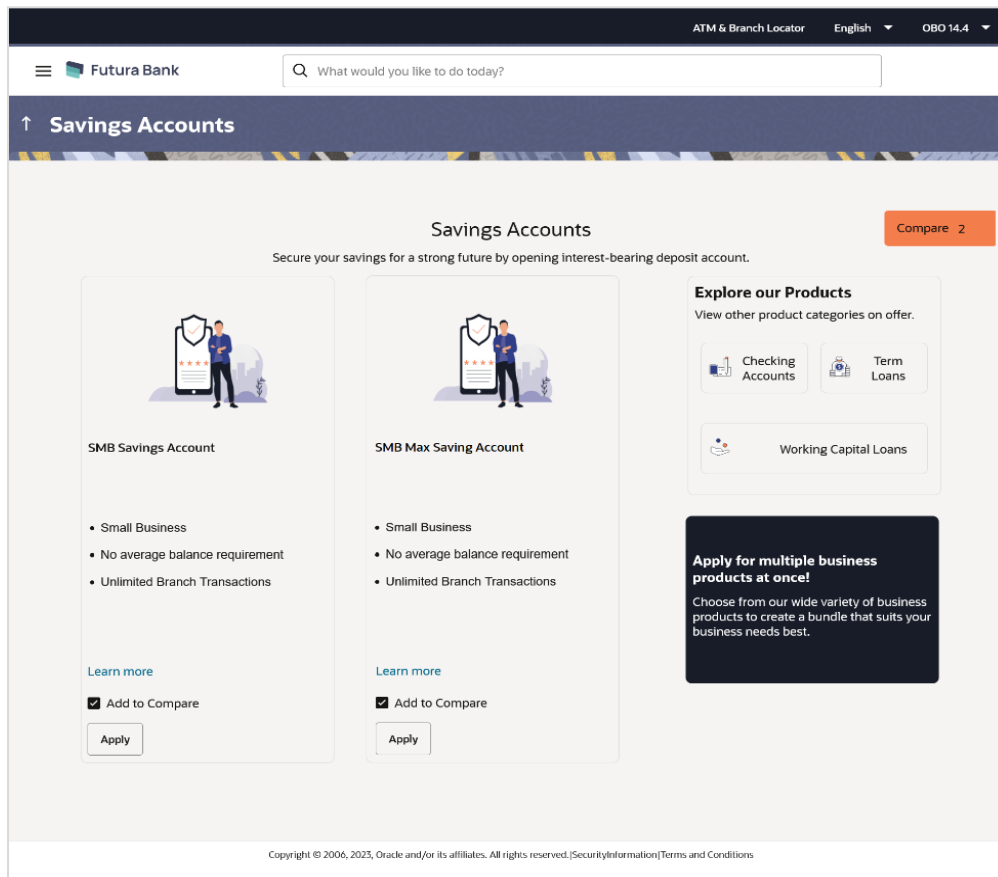 ATM & Branch Locator English OBO 14.4
Futura Bank
What would you like to do today?
Savings Accounts
Savings Accounts
Compare 2
Secure your savings for a strong future by opening interest-bearing deposit account.
SMB Savings Account
• Small Business
• No average balance requirement
• Unlimited Branch Transactions
Learn more
Add to Compare
Apply
SMB Max Saving Account
• Small Business
• No average balance requirement
• Unlimited Branch Transactions
Learn more
Add to Compare
Apply
Explore our Products
View other product categories on offer.
Checking
Accounts
Term
Loans
Working Capital Loans
Apply for multiple business
products at once!
Choose from our wide variety of business
products to create a bundle that suits your
business needs best.
Copyright © 2006, 2023, Oracle and/or its affiliates. All rights reserved.|SecurityInformation|Terms and Conditions